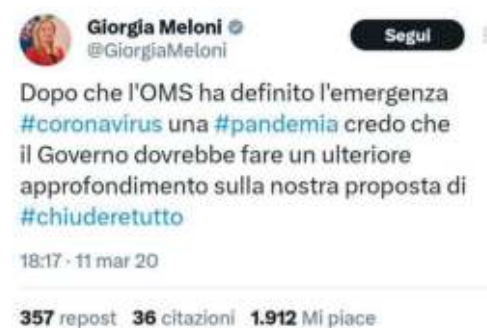 Giorgia Meloni
@GiorgiaMeloni
Segui
Dopo che l'OMS ha definito l'emergenza
#coronavirus una #pandemia credo che
il Governo dovrebbe fare un ulteriore
approfondimento sulla nostra proposta di
#chiuderetutto
18:17 · 11 mar 20
357 repost 36 citazioni 1.912 Mi piace